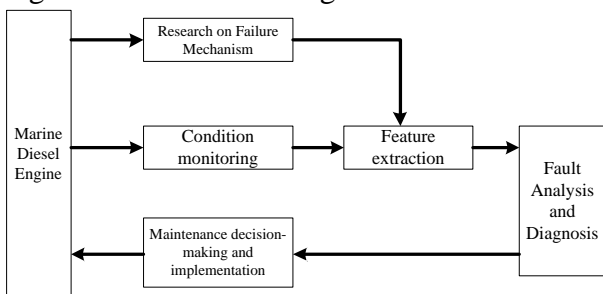 Research on Failure
Mechanism
Marine
Diesel
Engine
Condition
monitoring
Feature
extraction
Fault
Analysis
and
Diagnosis
Maintenance decision-
making and
implementation